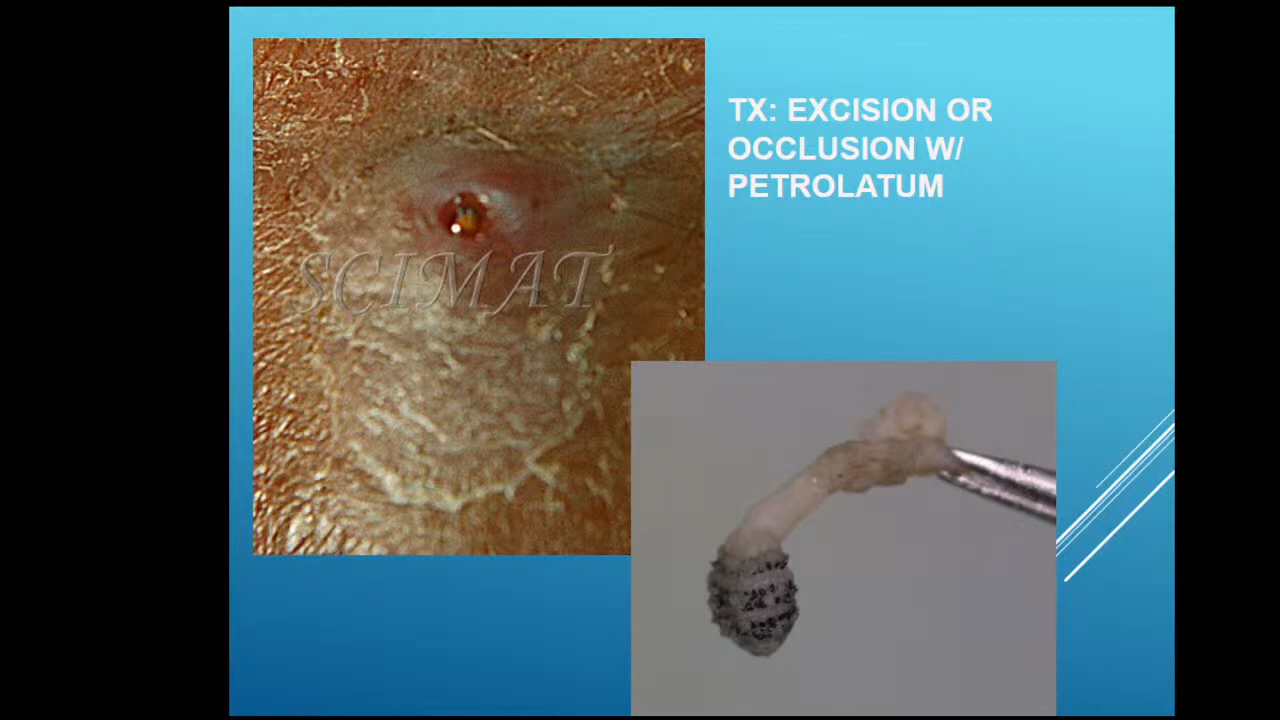 TX: EXCISION OR
OCCLUSION W/
PETROLATUM
SCIMAT